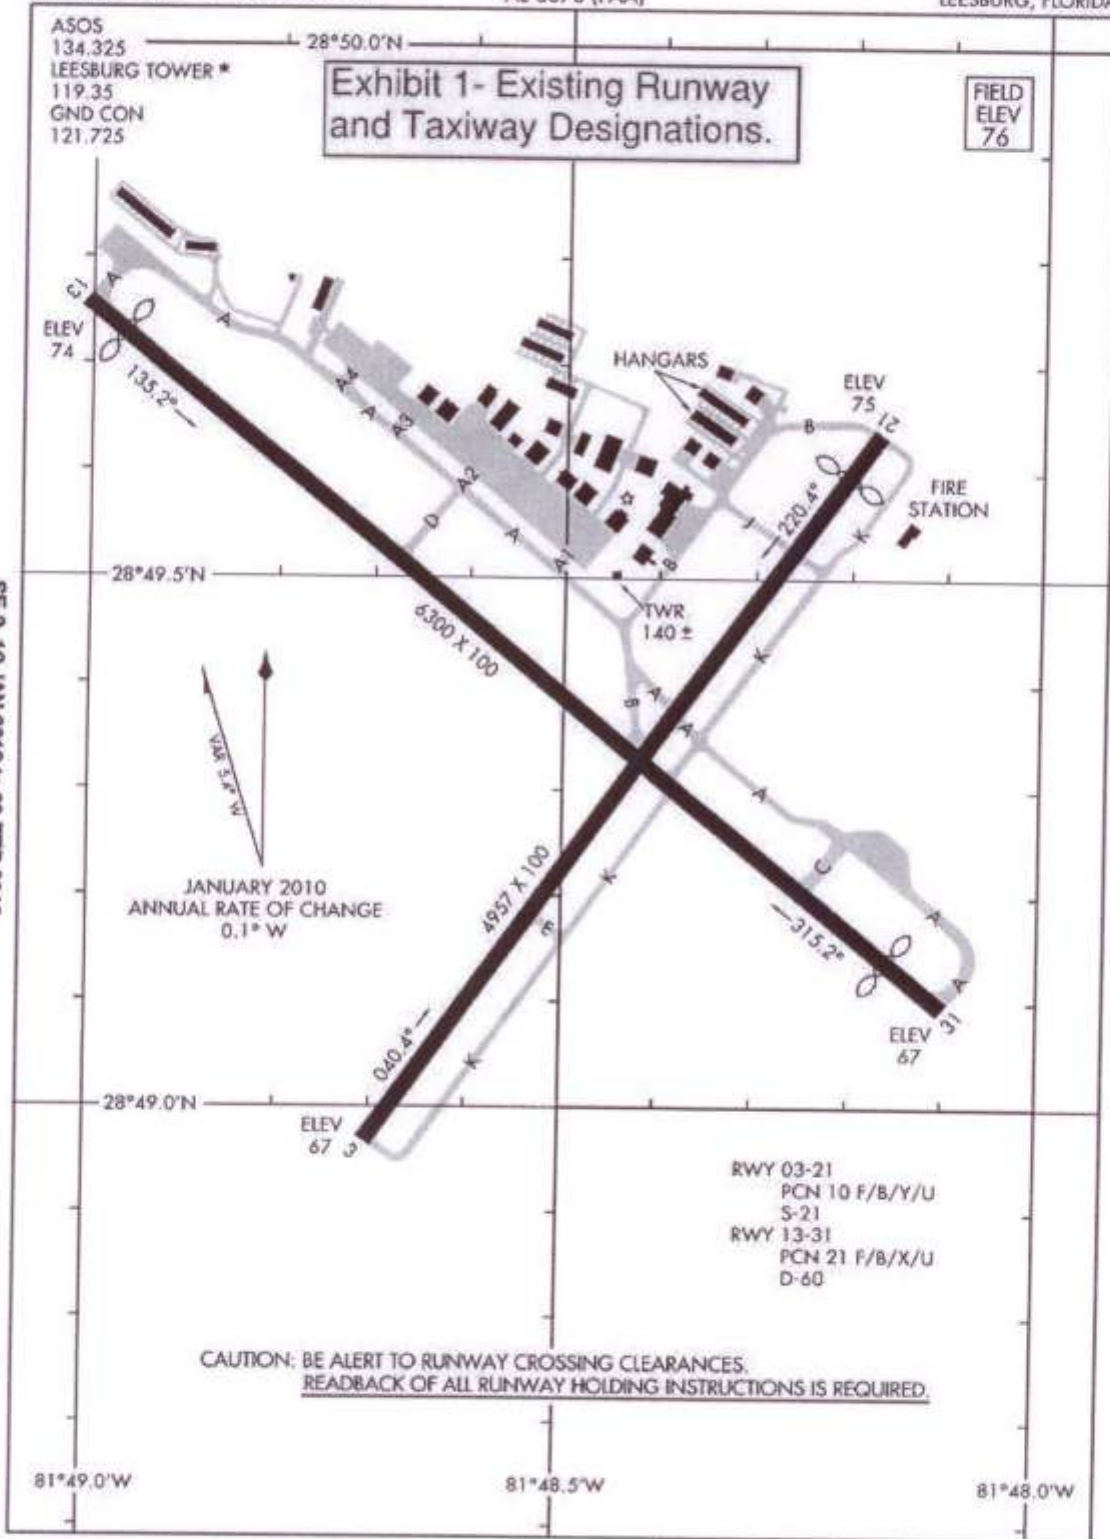 LEESBURG, FLORIDA
ASOS
134.325
LEESBURG TOWER *
119.35
GND CON
121.725
28°50.0'N
Exhibit 1- Existing Runway
and Taxiway Designations.
FIELD
ELEV
76
13
A
ELEV
74
135.2°
A
A4
A
A3
A2
D
A
A1
HANGARS
ELEV
75
21
B
220.4°
J
K
FIRE
STATION
B
28°49.5'N
TWR
140 ±
6300 X 100
K
B
A
A
A
VAR 5.4° W
JANUARY 2010
ANNUAL RATE OF CHANGE
0.1° W
4957 X 100
K
E
C
315.2°
A
A
31
ELEV
67
040.4°
K
28°49.0'N
ELEV
67
3
RWY 03-21
PCN 10 F/B/Y/U
S-21
RWY 13-31
PCN 21 F/B/X/U
D-60
CAUTION: BE ALERT TO RUNWAY CROSSING CLEARANCES.
READBACK OF ALL RUNWAY HOLDING INSTRUCTIONS IS REQUIRED.
81°49.0'W
81°48.5'W
81°48.0'W